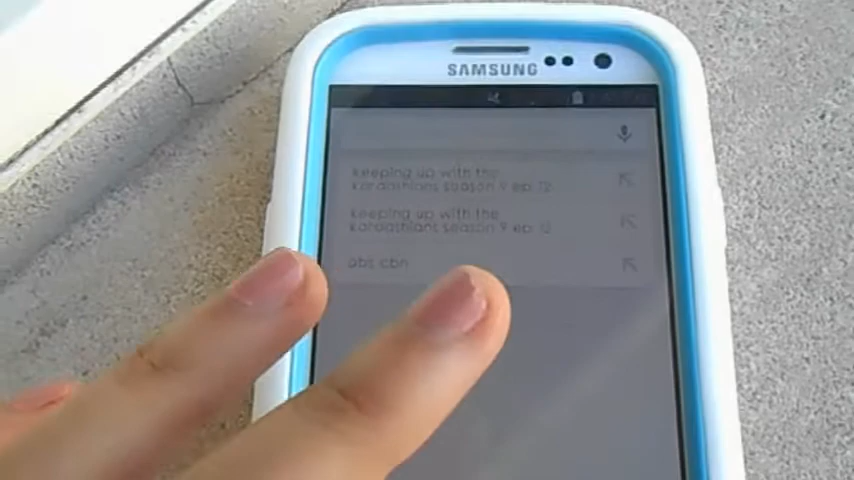 SAMSUNG
keeping up with the
kardashians season 9 ep 12
keeping up with the
kardashians season 9 ep 12
abs cbn